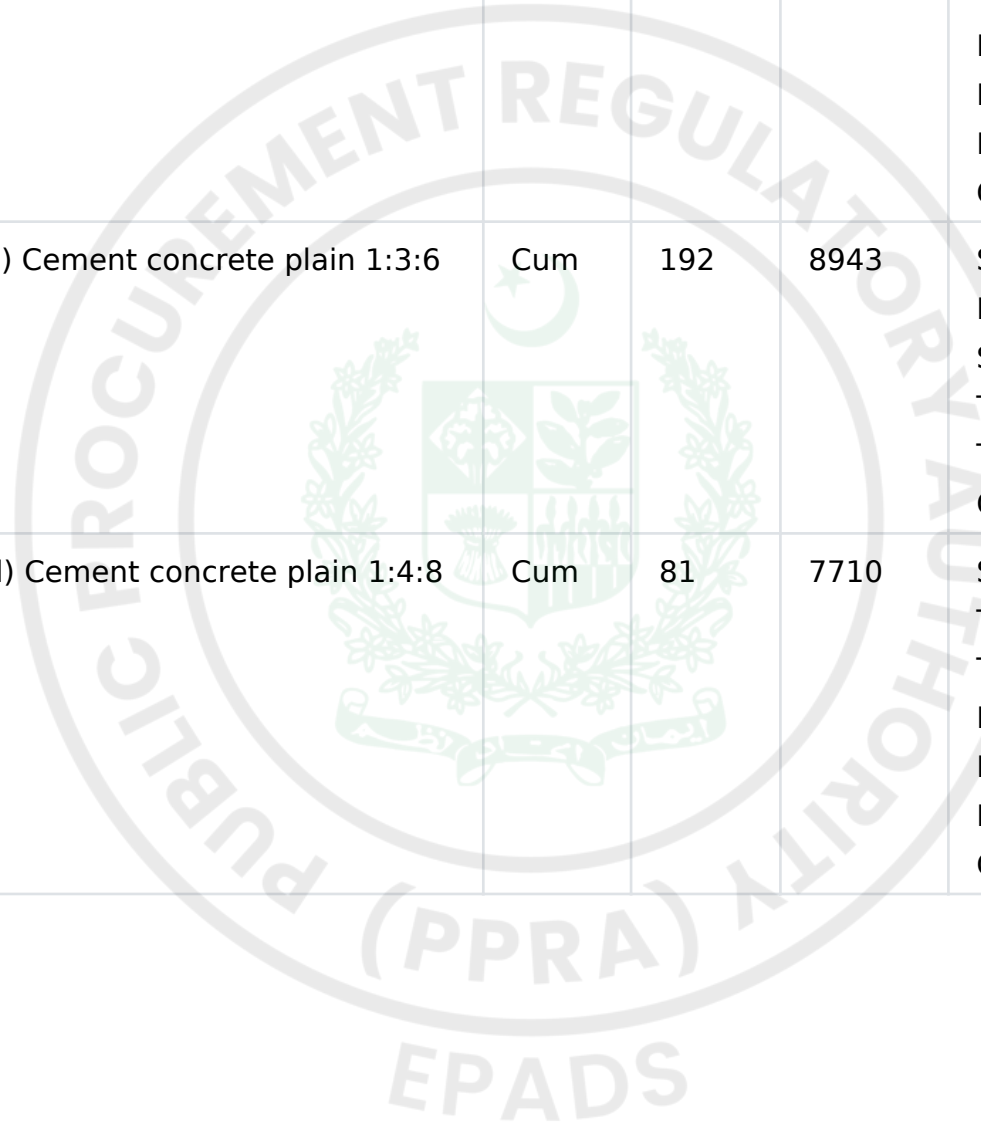 ) Cement concrete plain 1:3:6 Cum 192 8943
) Cement concrete plain 1:4:8 Cum 81 7710
PUBLIC PROCUREMENT REGULATORY AUTHORITY
(PPRA)
EPADS